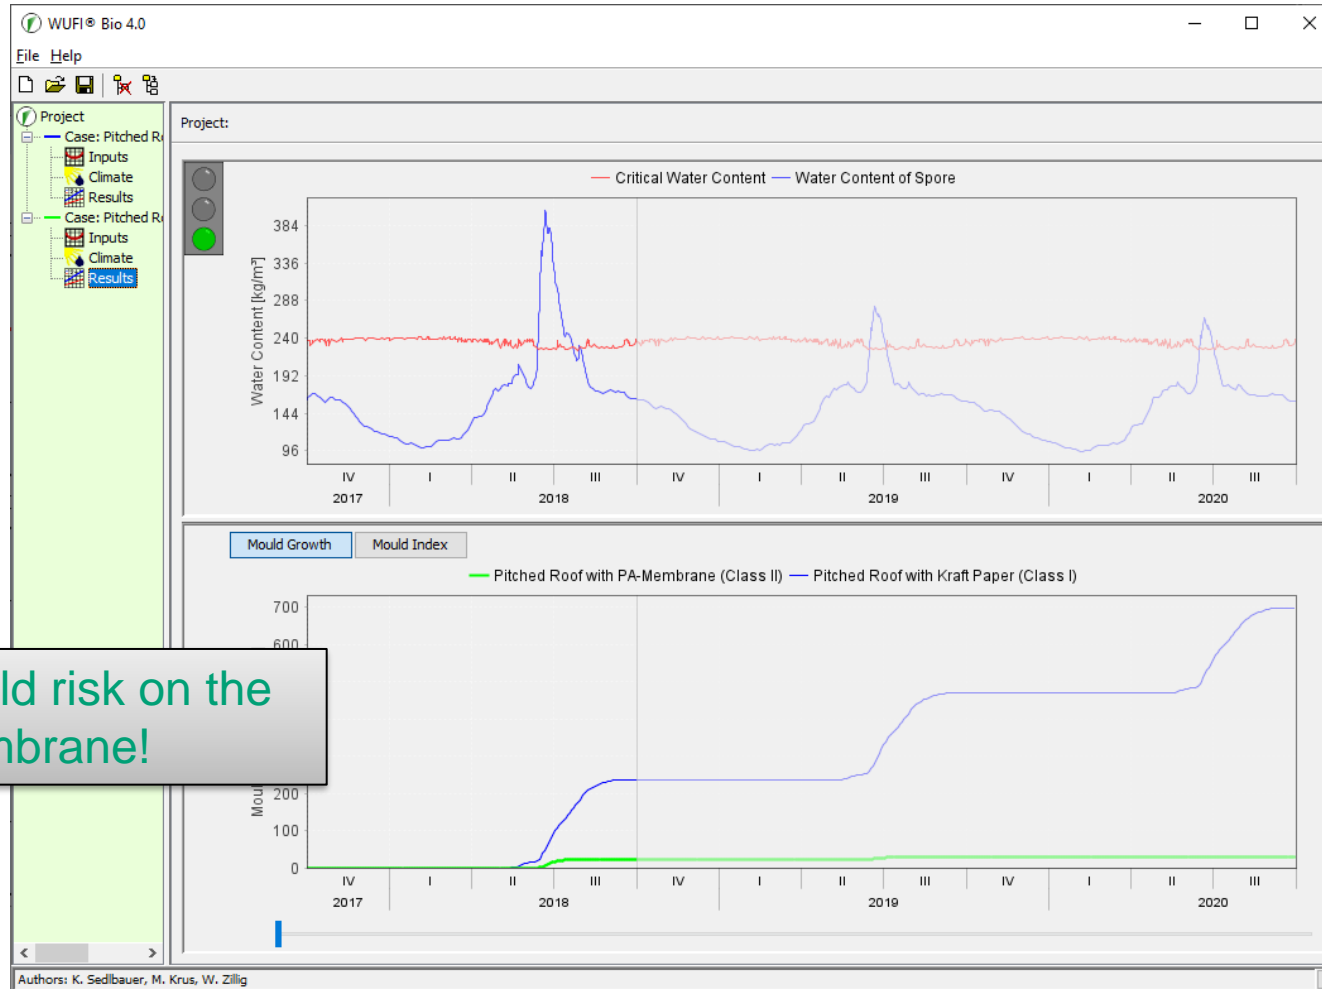 WUFI® Bio 4.0
File Help
Project
Case: Pitched R
Inputs
Climate
Results
Case: Pitched R
Inputs
Climate
Results
Project:
Critical Water Content Water Content of Spore
Water Content [kg/m³]
384
336
288
240
192
144
96
IV I II III IV I II III IV I II III
2017 2018 2019 2020
Mould Growth Mould Index
Pitched Roof with PA-Membrane (Class II) Pitched Roof with Kraft Paper (Class I)
700
600
risk on the
200
100
0
IV I II III IV I II III IV I II III
2017 2018 2019 2020
Authors: K. Sedlbauer, M. Krus, W. Zillig